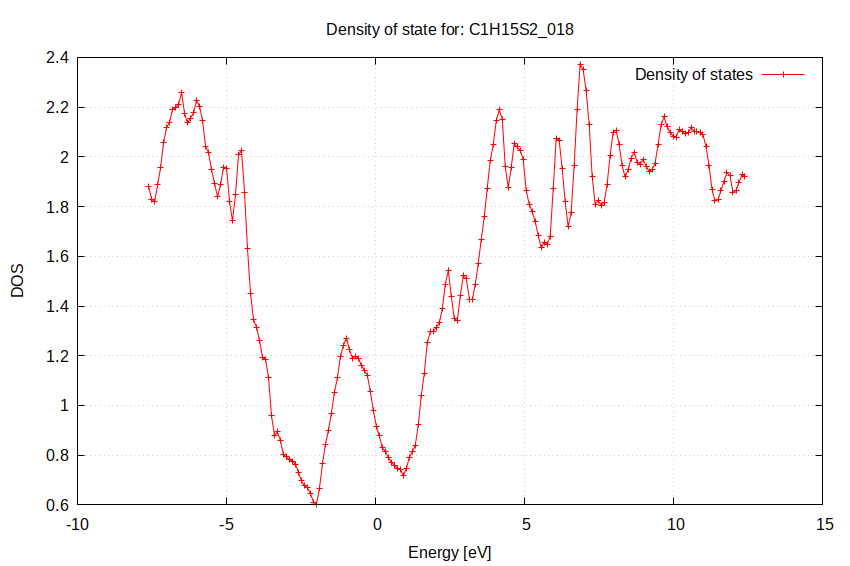 Density of state for: C1H15S2_018
Density of states
2.4
2.2
2
1.8
1.6
1.4
1.2
1
0.8
0.6
DOS
-10 -5 0 5 10 15
Energy [eV]